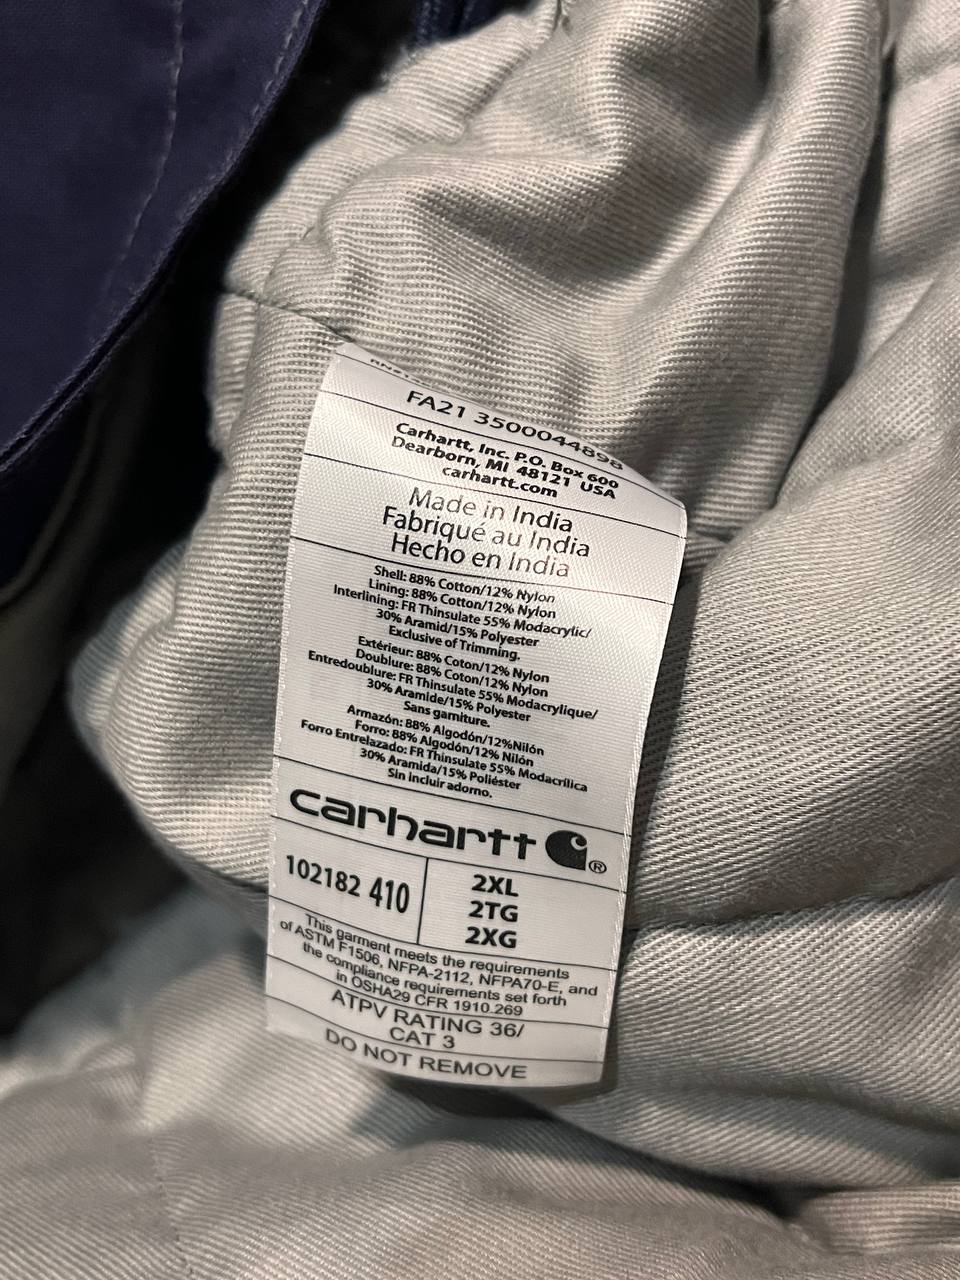 FA21 3500044898
Carhartt, Inc. P.O. Box 600
Dearborn, MI 48121 USA
carhartt.com
Made in India
Fabriqué au India
Hecho en India
Shell: 88% Cotton/12% Nylon
Lining: 88% Cotton/12% Nylon
Interlining: FR Thinsulate 55% Modacrylic/
30% Aramid/15% Polyester
Exclusive of Trimming.
Extérieur: 88% Coton/12% Nylon
Doublure: 88% Coton/12% Nylon
Entredoublure: FR Thinsulate 55% Modacrylique/
30% Aramide/15% Polyester
Sans garniture.
Armazón: 88% Algodón/12%Nilón
Forro: 88% Algodón/12% Nilón
Forro Entrelazado: FR Thinsulate 55% Modacrílica
30% Aramida/15% Poliéster
Sin incluir adorno.
carhartt ®
102182 410
2XL
2TG
2XG
This garment meets the requirements
of ASTM F1506, NFPA-2112, NFPA70-E, and
the compliance requirements set forth
in OSHA29 CFR 1910.269
ATPV RATING 36/
CAT 3
DO NOT REMOVE